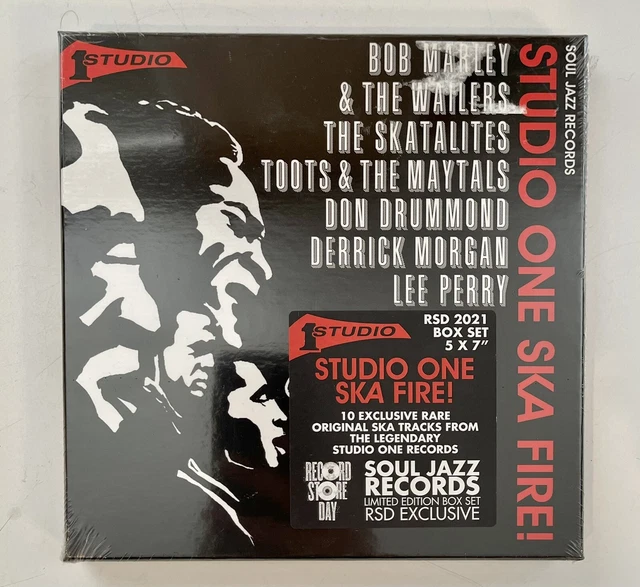 1 STUDIO
BOB MARLEY
& THE WAILERS
THE SKATALITES
TOOTS & THE MAYTALS
DON DRUMMOND
DERRICK MORGAN
LEE PERRY
STUDIO ONE SKA FIRE!
SOUL JAZZ RECORDS
1 STUDIO
RSD 2021
BOX SET
5 X 7"
STUDIO ONE
SKA FIRE!
10 EXCLUSIVE RARE
ORIGINAL SKA TRACKS FROM
THE LEGENDARY
STUDIO ONE RECORDS
RECORD
STORE
DAY
SOUL JAZZ
RECORDS
LIMITED EDITION BOX SET
RSD EXCLUSIVE